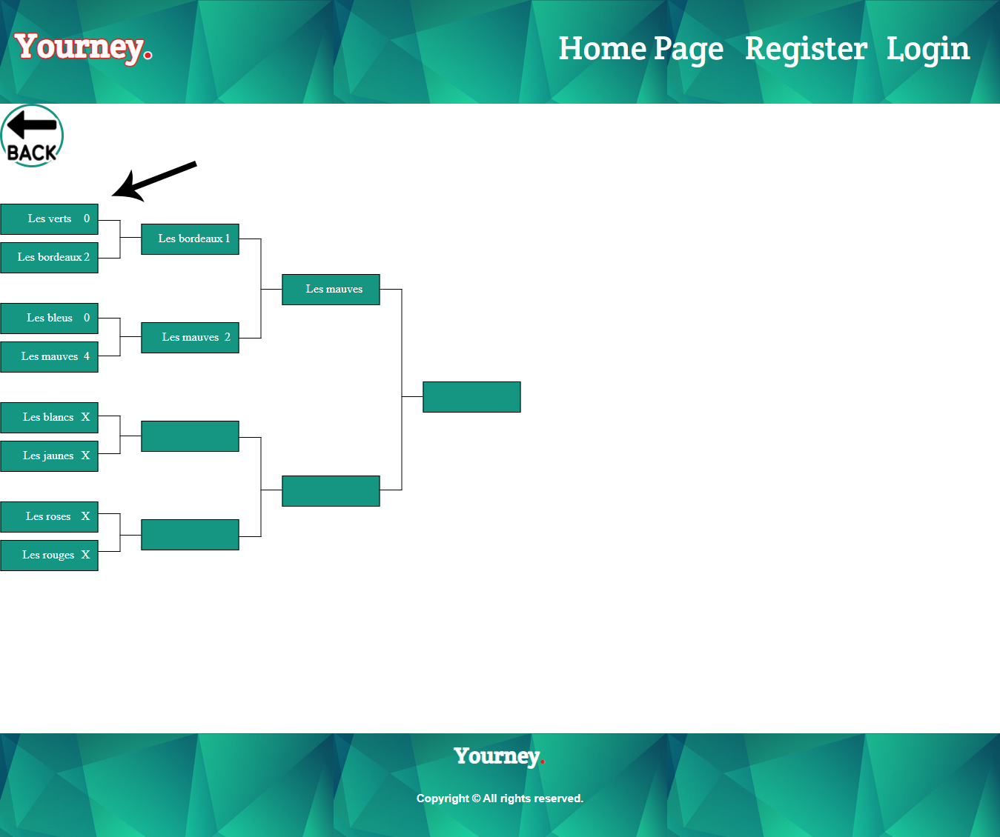 Yourney.
Home Page Register Login
BACK
Les verts 0
Les bordeaux 2
Les bordeaux 1
Les bleus 0
Les mauves 4
Les mauves 2
Les mauves
Les blancs X
Les jaunes X
Les roses X
Les rouges X
Yourney.
Copyright © All rights reserved.